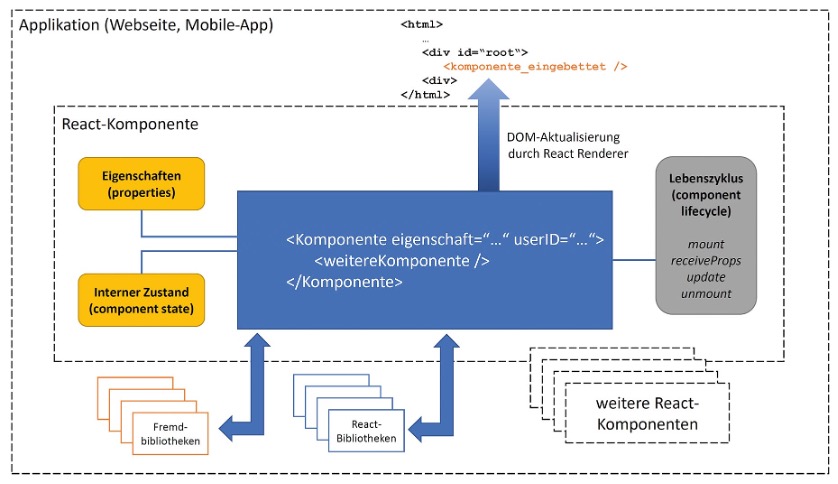 Applikation (Webseite, Mobile-App)
<html>
...
<div id="root“>
<komponente_eingebettet />
<div>
</html>
React-Komponente
DOM-Aktualisierung
durch React Renderer
Eigenschaften
(properties)
Interner Zustand
(component state)
<Komponente eigenschaft=“…“ userID=“…“>
<weitereKomponente />
</Komponente>
Lebenszyklus
(component
lifecycle)
mount
receiveProps
update
unmount
Fremd-
bibliotheken
React-
Bibliotheken
weitere React-
Komponenten